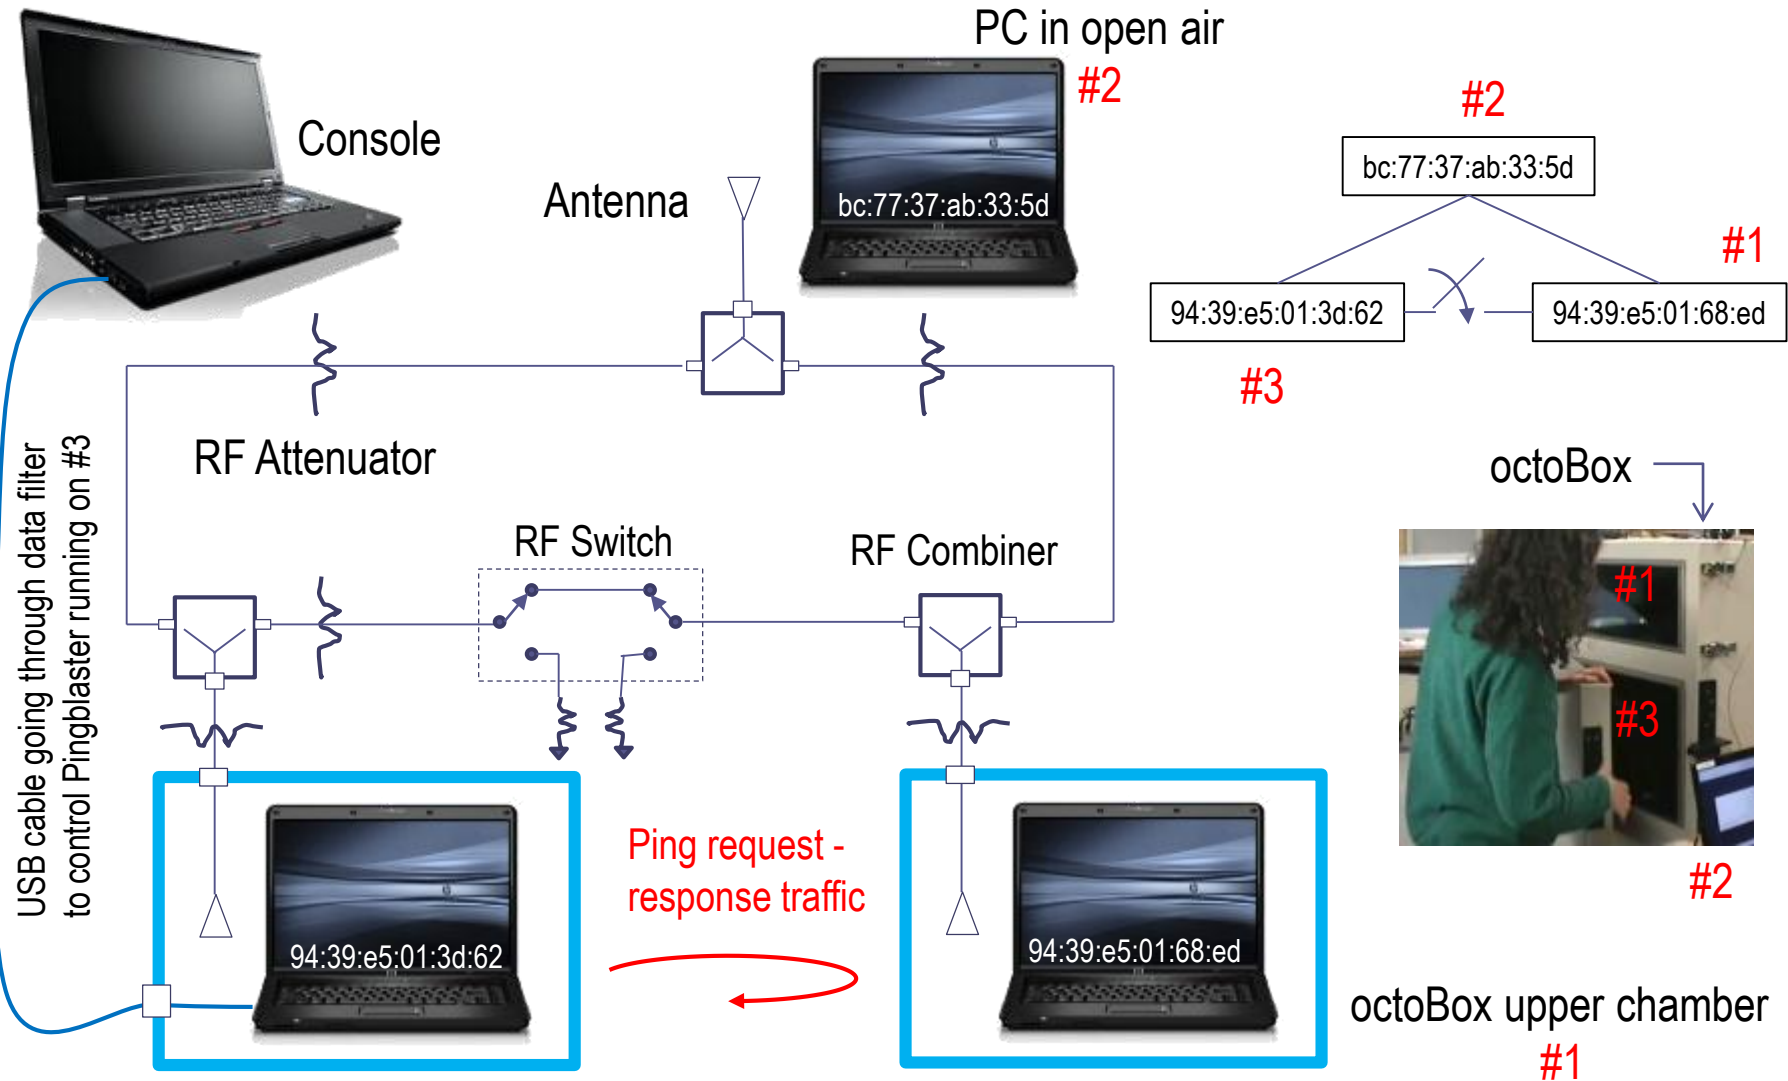 PC in open air
#2
Console
Antenna
bc:77:37:ab:33:5d
#2
bc:77:37:ab:33:5d
#1
94:39:e5:01:3d:62
94:39:e5:01:68:ed
#3
RF Attenuator
USB cable going through data filter
to control Pingblaster running on #3
RF Switch
RF Combiner
octoBox
#1
#3
#2
Ping request -
response traffic
94:39:e5:01:3d:62
94:39:e5:01:68:ed
octoBox upper chamber
#1